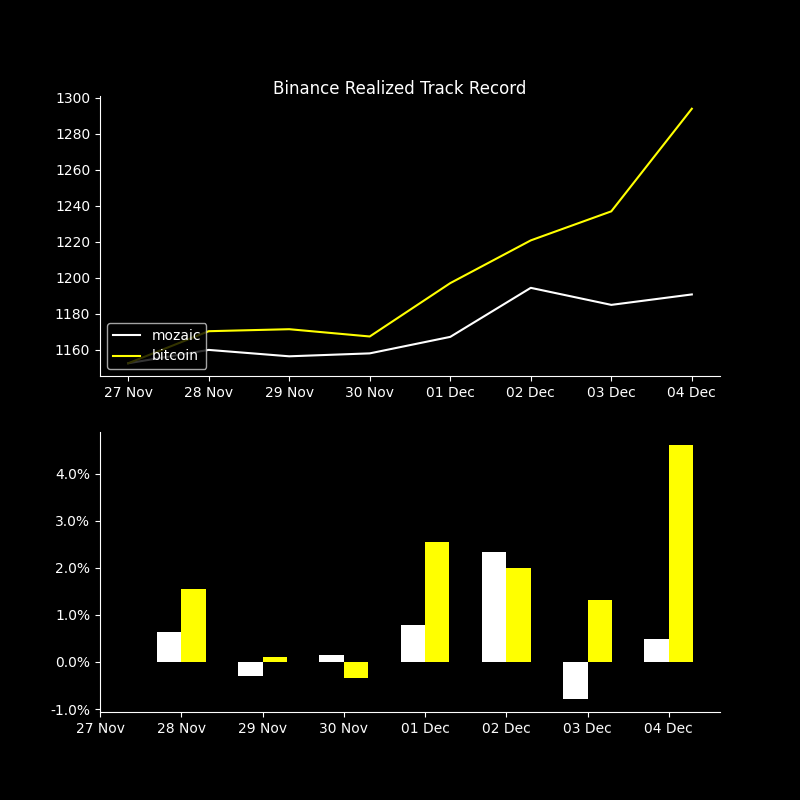 Binance Realized Track Record
1300
1280
1260
1240
1220
1200
1180
1160
mozaic
bitcoin
27 Nov 28 Nov 29 Nov 30 Nov 01 Dec 02 Dec 03 Dec 04 Dec
4.0%
3.0%
2.0%
1.0%
0.0%
-1.0%
27 Nov 28 Nov 29 Nov 30 Nov 01 Dec 02 Dec 03 Dec 04 Dec